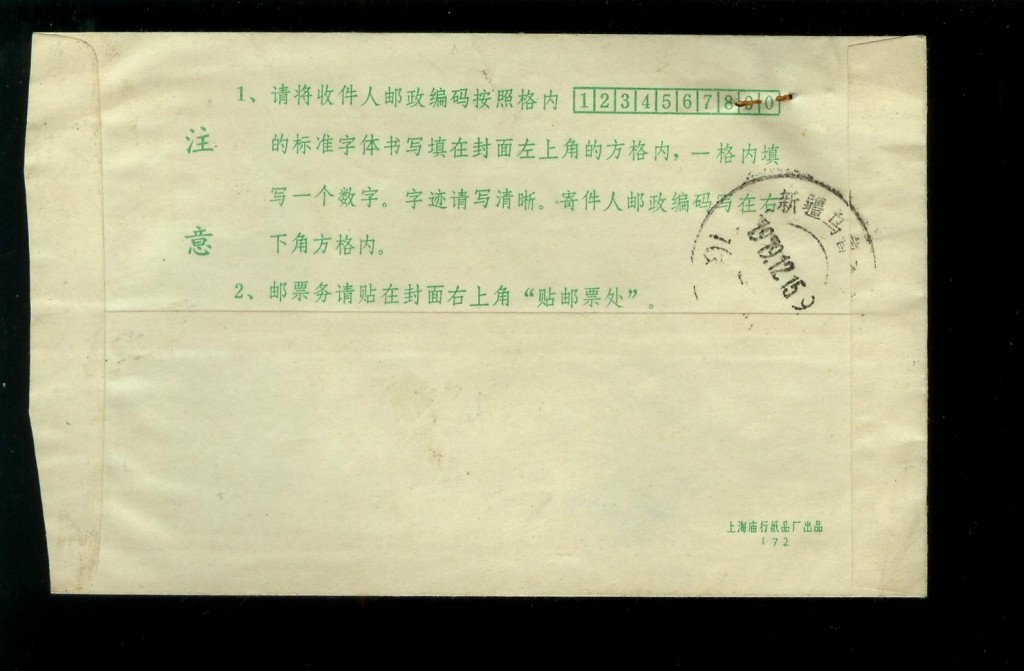 注意
1、请将收件人邮政编码按照格内 1234567890
的标准字体书写填在封面左上角的方格内，一格内填
写一个数字。字迹请写清晰。寄件人邮政编码写在右
下角方格内。
2、邮票务请贴在封面右上角“贴邮票处”。
新疆乌
1979.12.15
上海庙行纸品厂出品
172